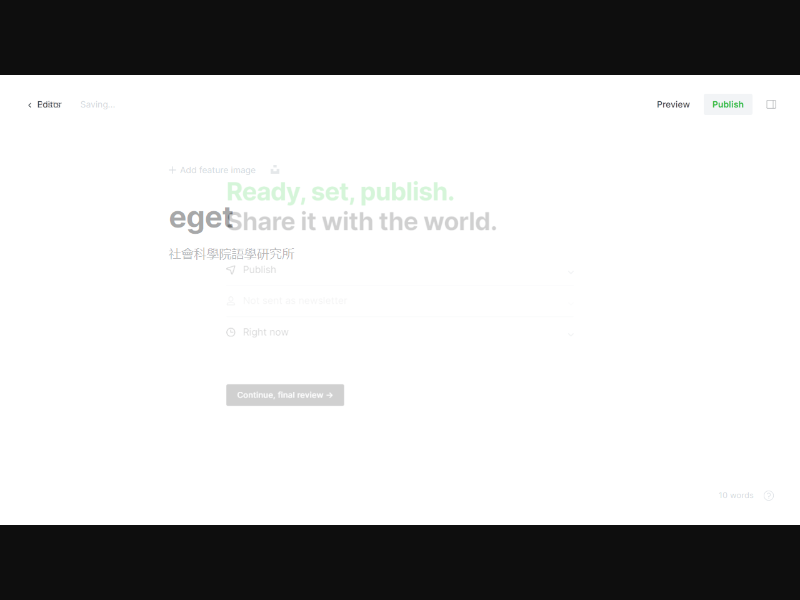 Editor
Saving...
Preview
Publish
Add feature image
Ready, set, publish.
eget
Share it with the world.
社會科學院語學研究所
Publish
Not sent as newsletter
Right now
Continue, final review →
10 words